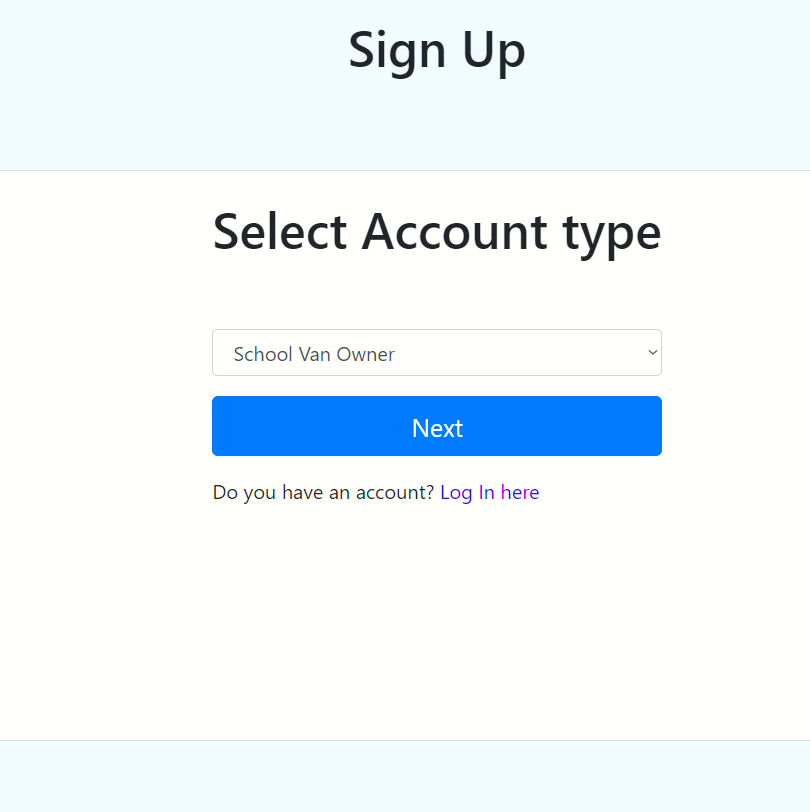 Sign Up
Select Account type
School Van Owner
Next
Do you have an account? Log In here